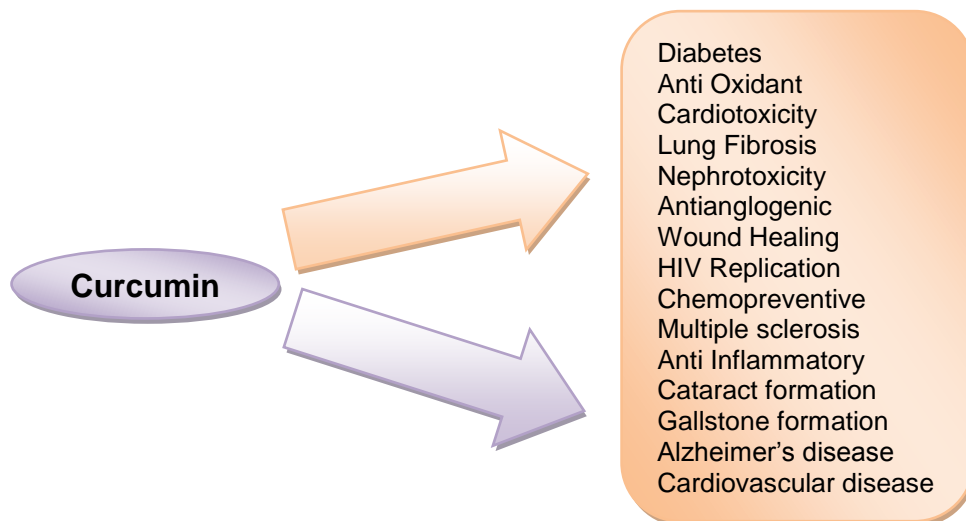 Curcumin
Diabetes
Anti Oxidant
Cardiotoxicity
Lung Fibrosis
Nephrotoxicity
Antianglogenic
Wound Healing
HIV Replication
Chemopreventive
Multiple sclerosis
Anti Inflammatory
Cataract formation
Gallstone formation
Alzheimer’s disease
Cardiovascular disease